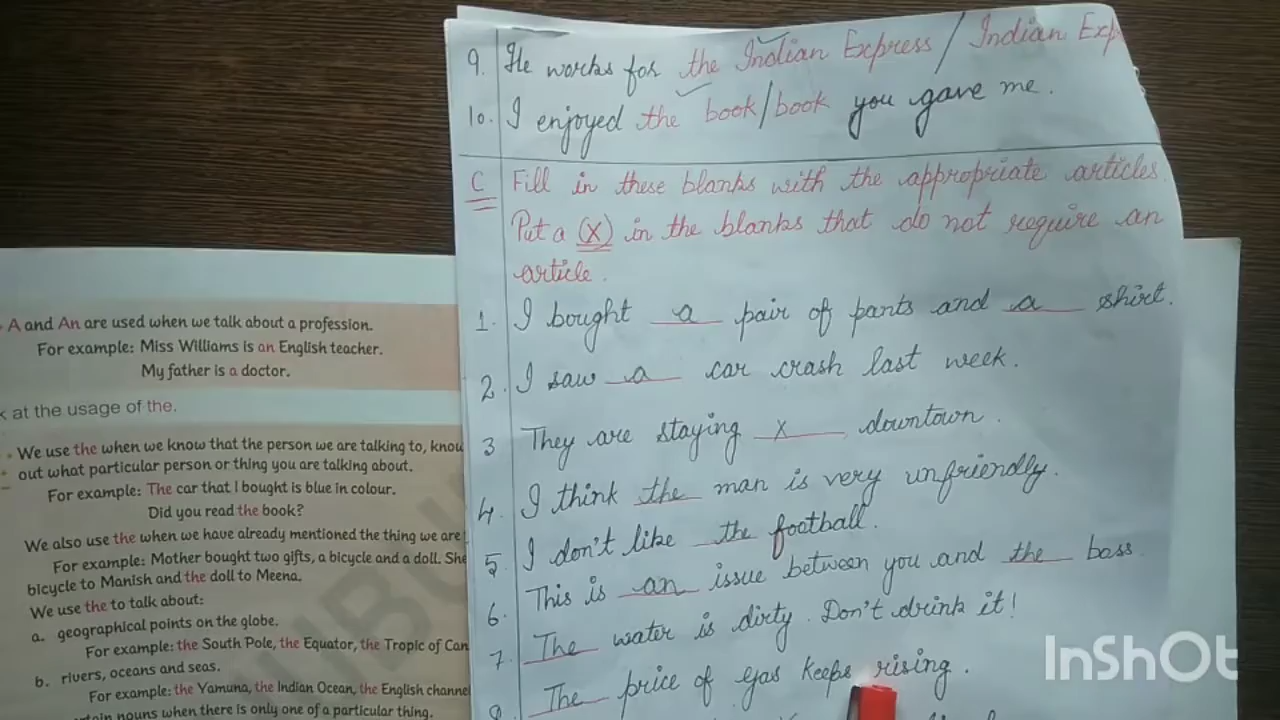 9. He works for the Indian Express / Indian Exp
10. I enjoyed the book/book you gave me.
C Fill in these blanks with the appropriate articles.
Put a (X) in the blanks that do not require an
article.
1. I bought a pair of pants and a shirt.
2. I saw a car crash last week.
3 They are staying x downtown.
4. I think the man is very unfriendly.
5. I don't like the football.
6. This is an issue between you and the boss
7. The water is dirty. Don't drink it!
8 The price of gas keeps rising.
A and An are used when we talk about a profession.
For example: Miss Williams is an English teacher.
My father is a doctor.
k at the usage of the.
We use the when we know that the person we are talking to, know
out what particular person or thing you are talking about.
For example: The car that I bought is blue in colour.
Did you read the book?
We also use the when we have already mentioned the thing we are
For example: Mother bought two gifts, a bicycle and a doll. She
bicycle to Manish and the doll to Meena.
We use the to talk about:
a. geographical points on the globe.
For example: the South Pole, the Equator, the Tropic of Can
b. rivers, oceans and seas.
For example: the Yamuna, the Indian Ocean, the English channel
tain nouns when there is only one of a particular thing.
InShOt